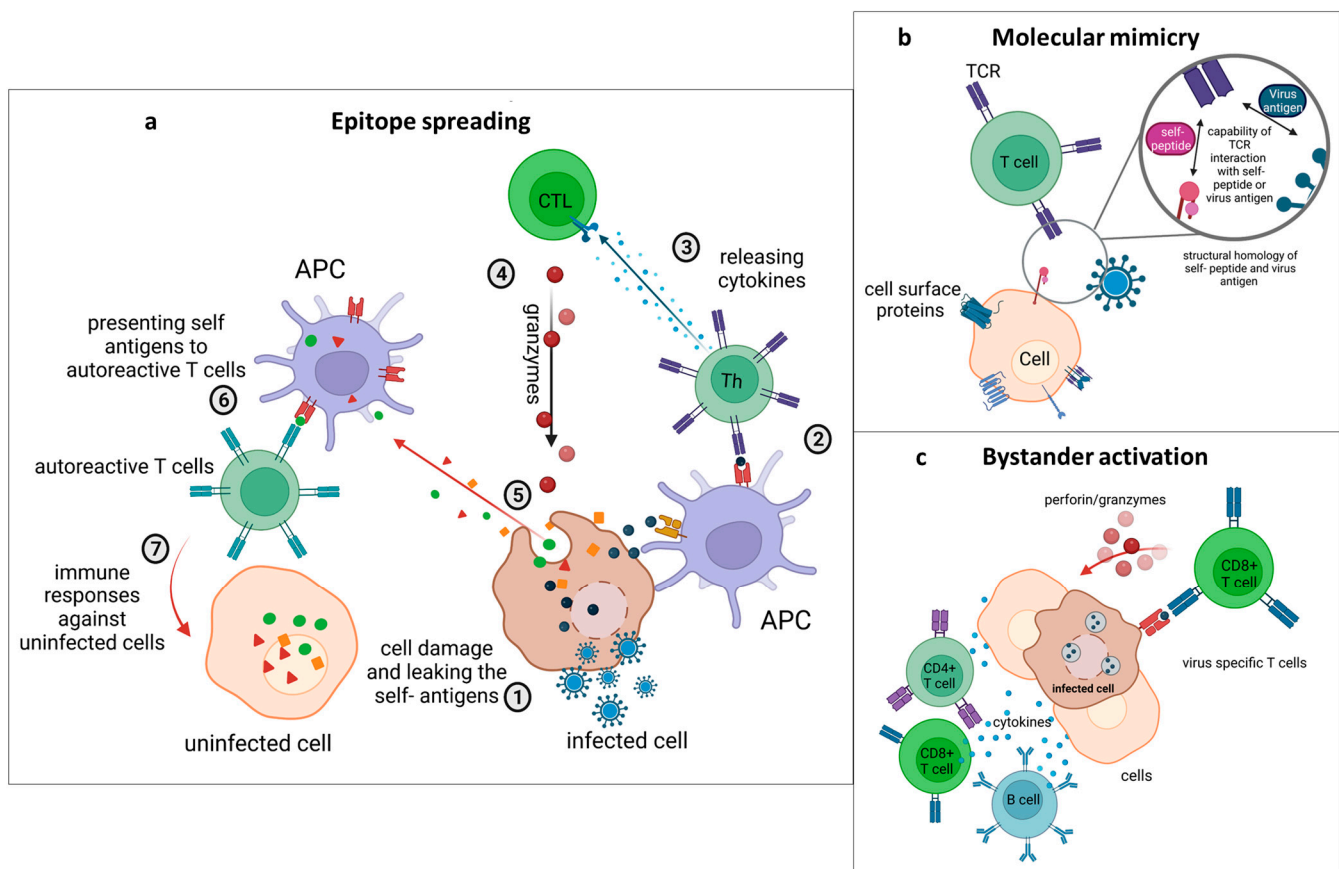 a
Epitope spreading
CTL
3
releasing
cytokines
4
granzymes
APC
presenting self
antigens to
autoreactive T cells
6
Th
2
autoreactive T cells
5
7
immune
responses
against
uninfected cells
APC
cell damage
and leaking the
self- antigens
1
uninfected cell
infected cell
b
Molecular mimicry
TCR
T cell
Virus
antigen
self-
peptide
capability of
TCR
interaction
with self-
peptide or
virus antigen
structural homology of
self- peptide and virus
antigen
cell surface
proteins
Cell
c
Bystander activation
perforin/granzymes
CD8+
T cell
virus specific T cells
infected cell
CD4+
T cell
cytokines
CD8+
T cell
B cell
cells